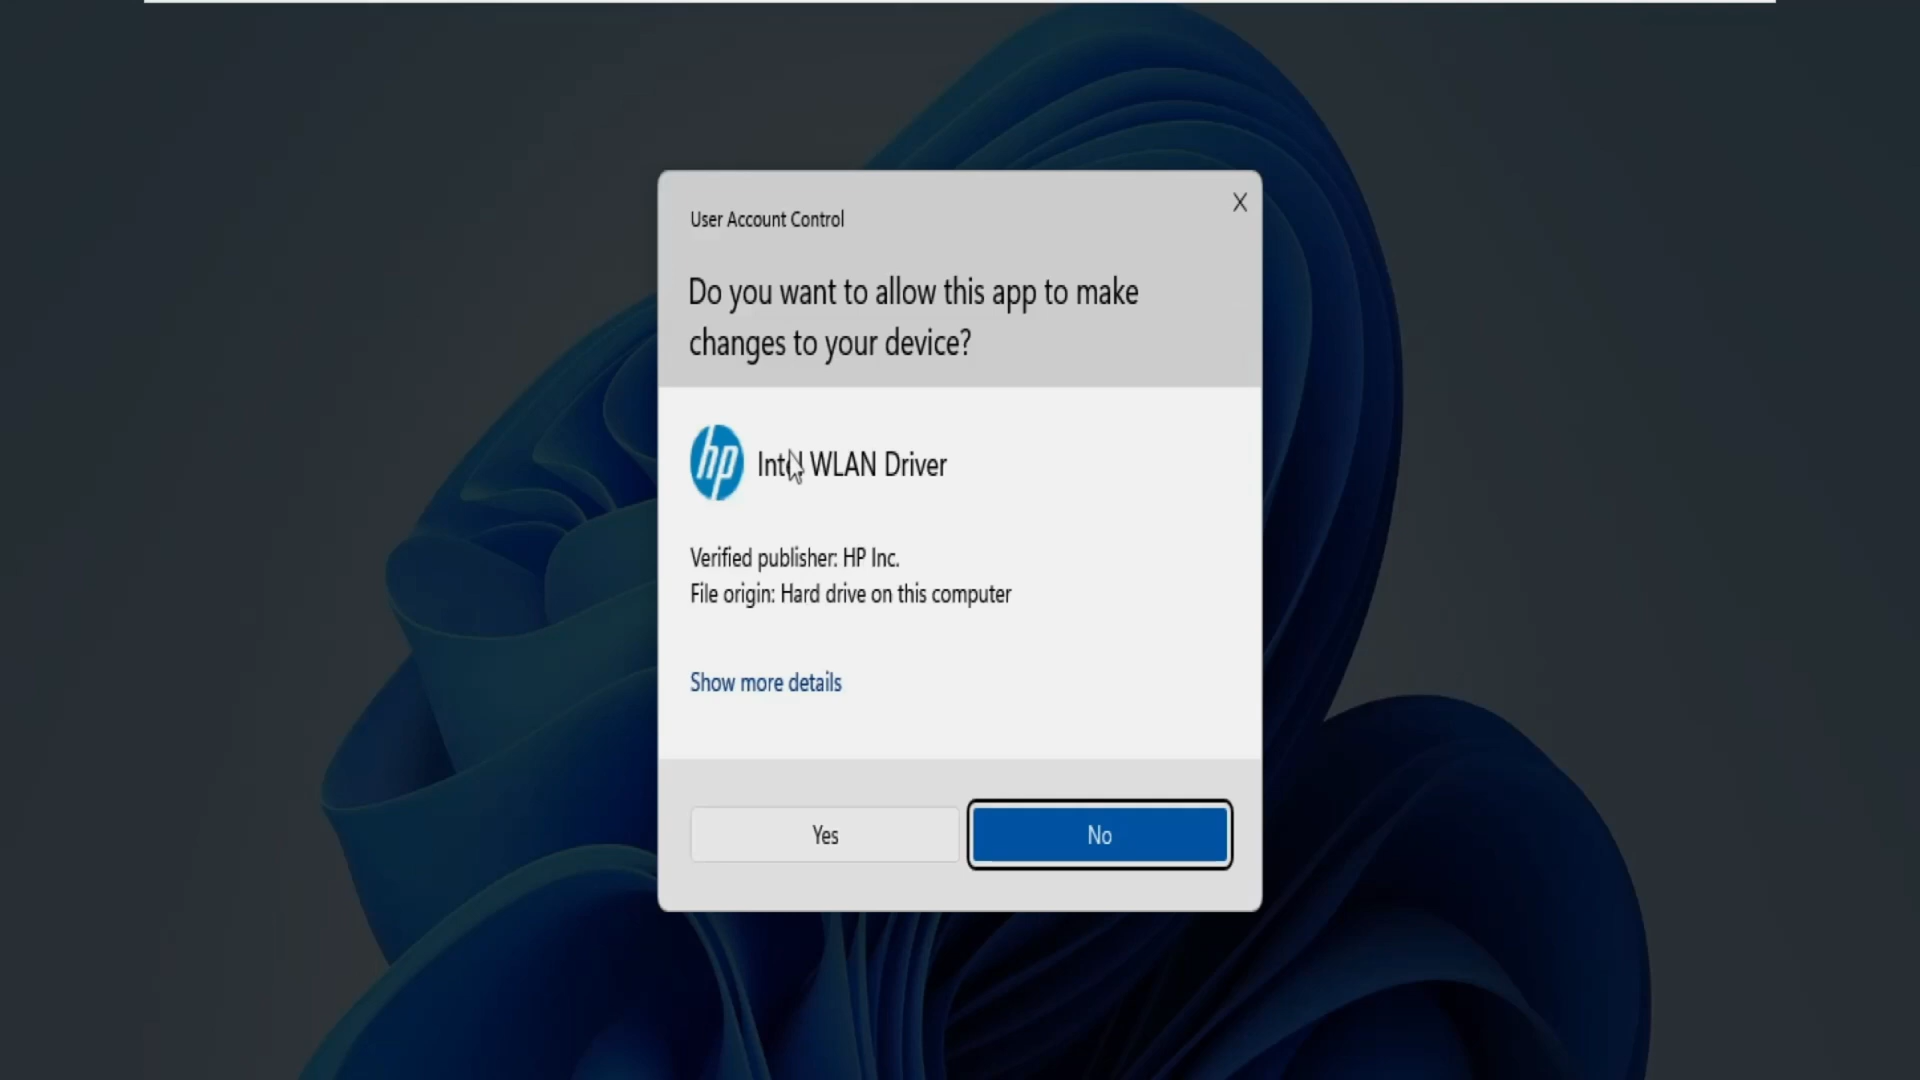 User Account Control
X
Do you want to allow this app to make
changes to your device?
hp
Intel WLAN Driver
Verified publisher: HP Inc.
File origin: Hard drive on this computer
Show more details
Yes
No